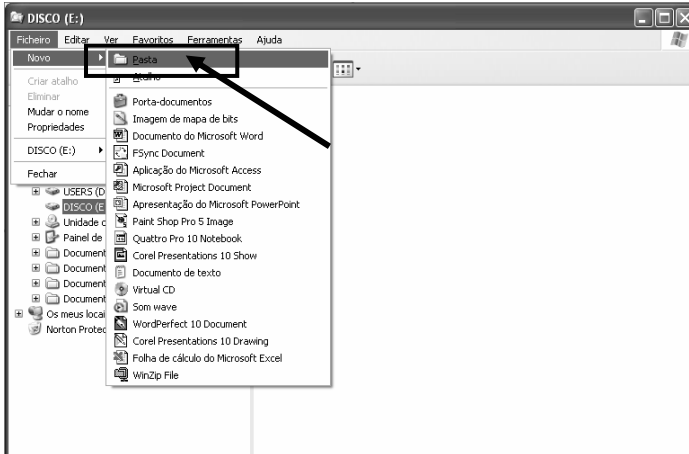 DISCO (E:)
Ficheiro Editar Ver Favoritos Ferramentas Ajuda
Novo
Criar atalho
Eliminar
Mudar o nome
Propriedades
DISCO (E:)
Fechar
Pasta
Atalho
Porta-documentos
Imagem de mapa de bits
Documento do Microsoft Word
FSync Document
Aplicação do Microsoft Access
Microsoft Project Document
Apresentação do Microsoft PowerPoint
Paint Shop Pro 5 Image
Quattro Pro 10 Notebook
Corel Presentations 10 Show
Documento de texto
Virtual CD
Som wave
WordPerfect 10 Document
Corel Presentations 10 Drawing
Folha de cálculo do Microsoft Excel
WinZip File
USERS (D
DISCO (E
Unidade
Painel de
Document
Document
Document
Document
Os meus locai
Norton Protec